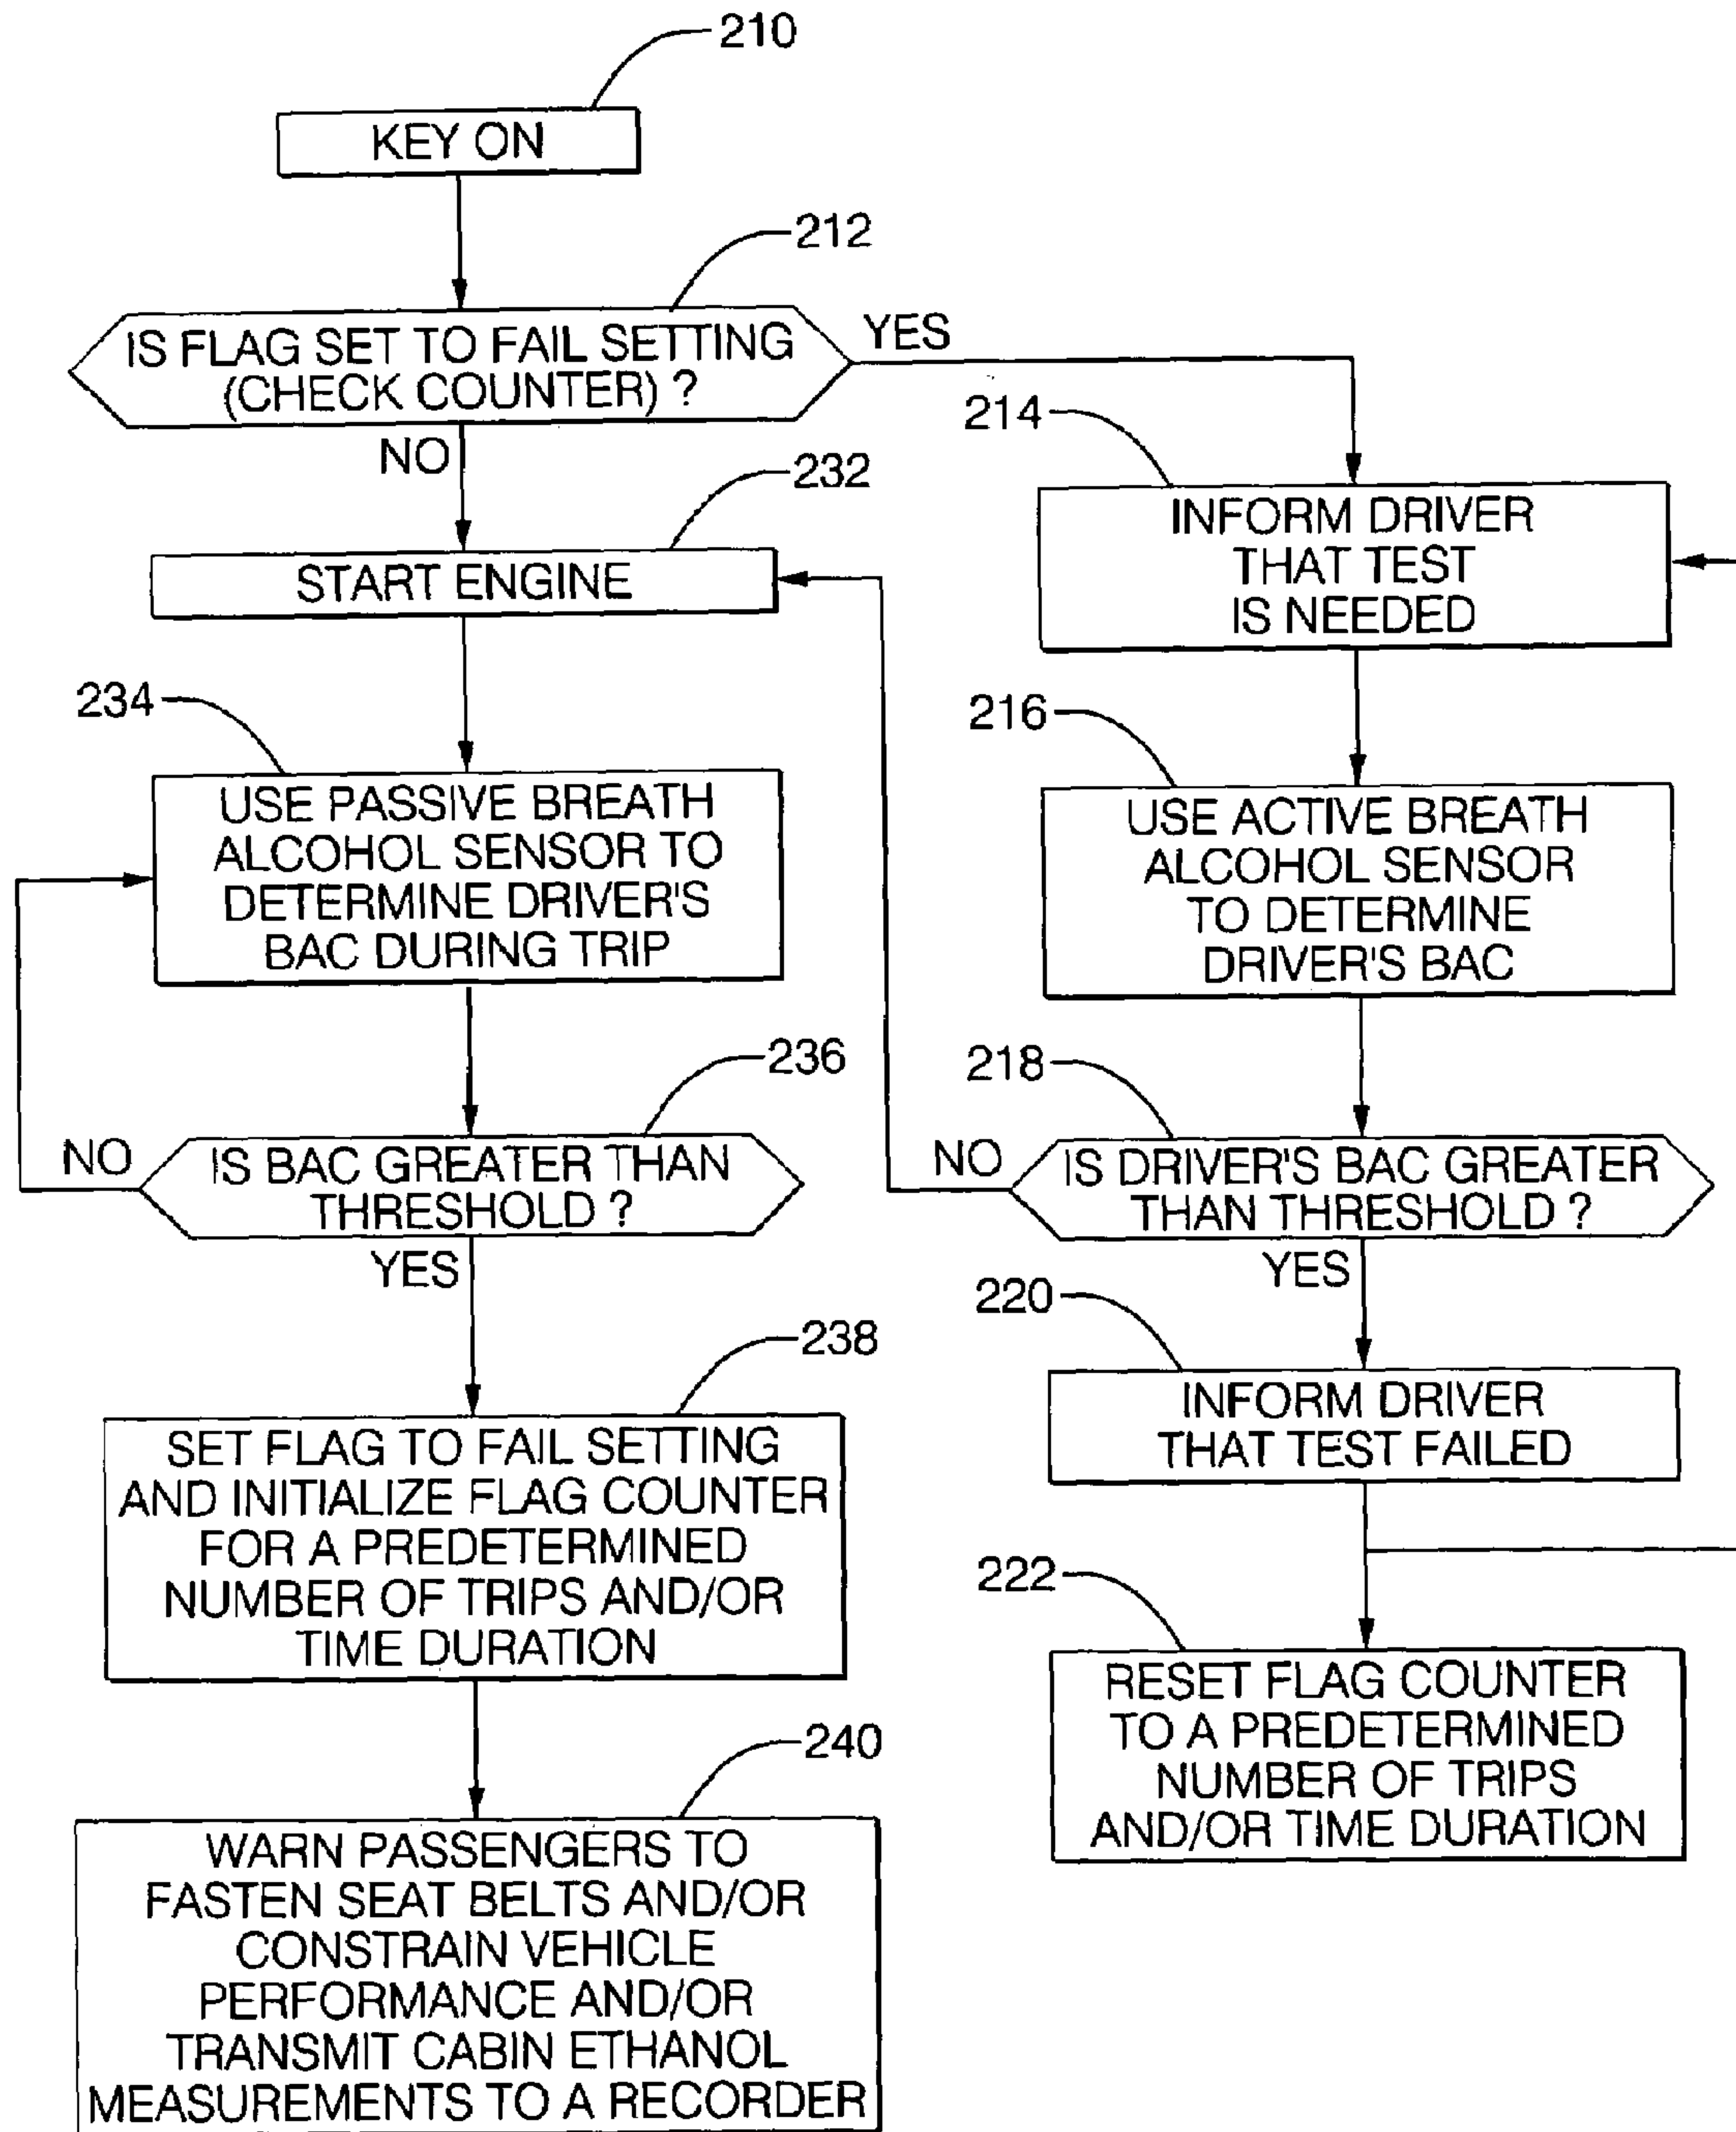 210
KEY ON
212
IS FLAG SET TO FAIL SETTING
(CHECK COUNTER) ?
YES
NO
214
INFORM DRIVER
THAT TEST
IS NEEDED
232
START ENGINE
234
USE PASSIVE BREATH
ALCOHOL SENSOR TO
DETERMINE DRIVER'S
BAC DURING TRIP
216
USE ACTIVE BREATH
ALCOHOL SENSOR
TO DETERMINE
DRIVER'S BAC
236
NO
IS BAC GREATER THAN
THRESHOLD ?
YES
218
NO
IS DRIVER'S BAC GREATER
THAN THRESHOLD ?
YES
220
INFORM DRIVER
THAT TEST FAILED
238
SET FLAG TO FAIL SETTING
AND INITIALIZE FLAG COUNTER
FOR A PREDETERMINED
NUMBER OF TRIPS AND/OR
TIME DURATION
222
RESET FLAG COUNTER
TO A PREDETERMINED
NUMBER OF TRIPS
AND/OR TIME DURATION
240
WARN PASSENGERS TO
FASTEN SEAT BELTS AND/OR
CONSTRAIN VEHICLE
PERFORMANCE AND/OR
TRANSMIT CABIN ETHANOL
MEASUREMENTS TO A RECORDER